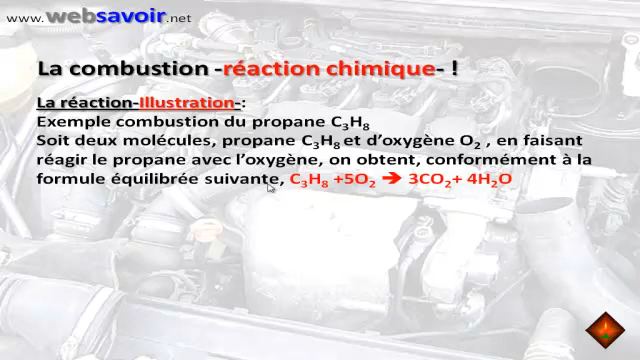 www.websavoir.net
La combustion -réaction chimique- !
La réaction-Illustration-:
Exemple combustion du propane C₃H₈
Soit deux molécules, propane C₃H₈ et d’oxygène O₂ , en faisant
réagir le propane avec l’oxygène, on obtent, conformément à la
formule équilibrée suivante, C₃H₈ +5O₂ ➔ 3CO₂+ 4H₂O